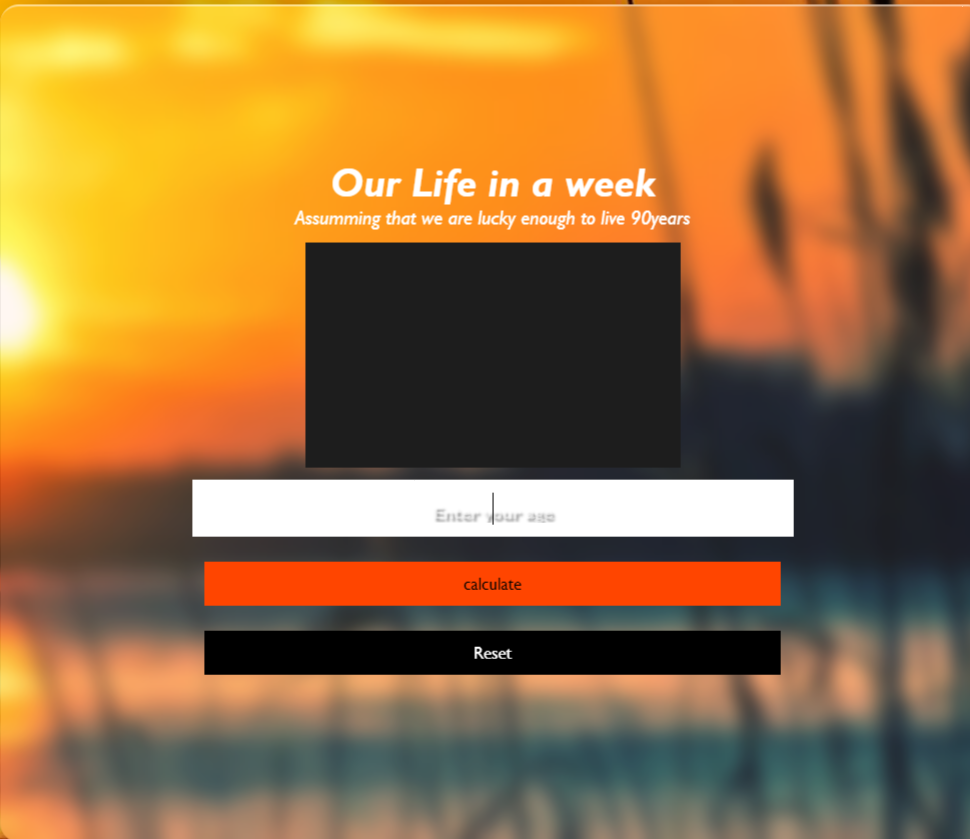 Our Life in a week
Assumming that we are lucky enough to live 90years
Enter your age
calculate
Reset